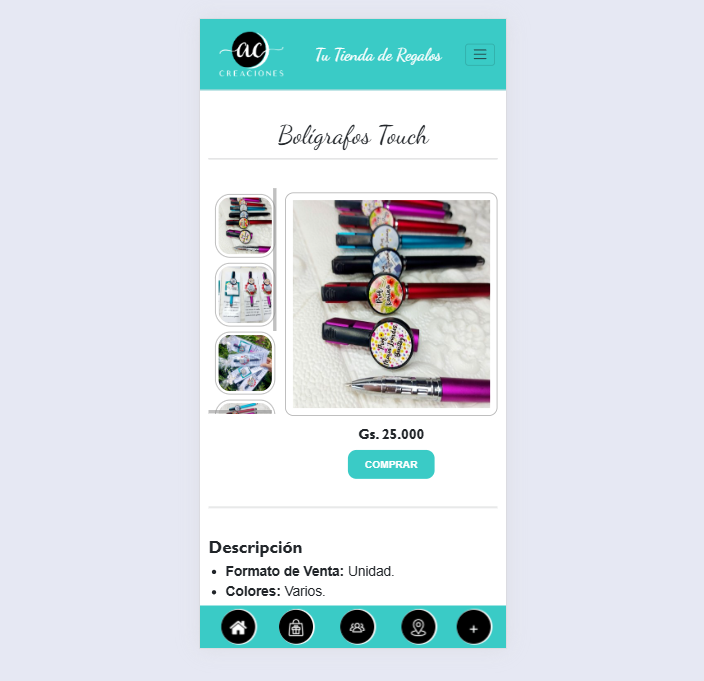 ac
CREACIONES
Tu Tienda de Regalos
Bolígrafos Touch
Gs. 25.000
COMPRAR
Descripción
• Formato de Venta: Unidad.
• Colores: Varios.
+